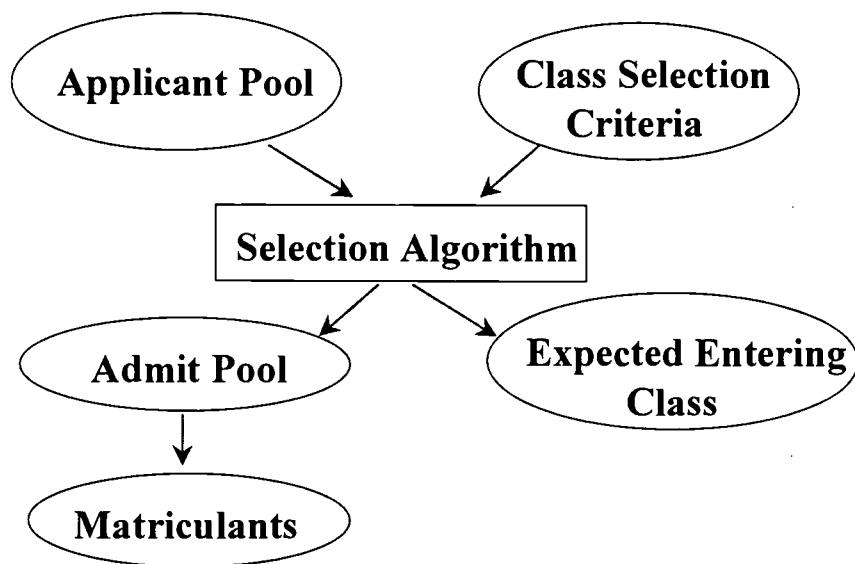 Applicant Pool
Class Selection
Criteria
Selection Algorithm
Admit Pool
Expected Entering
Class
Matriculants